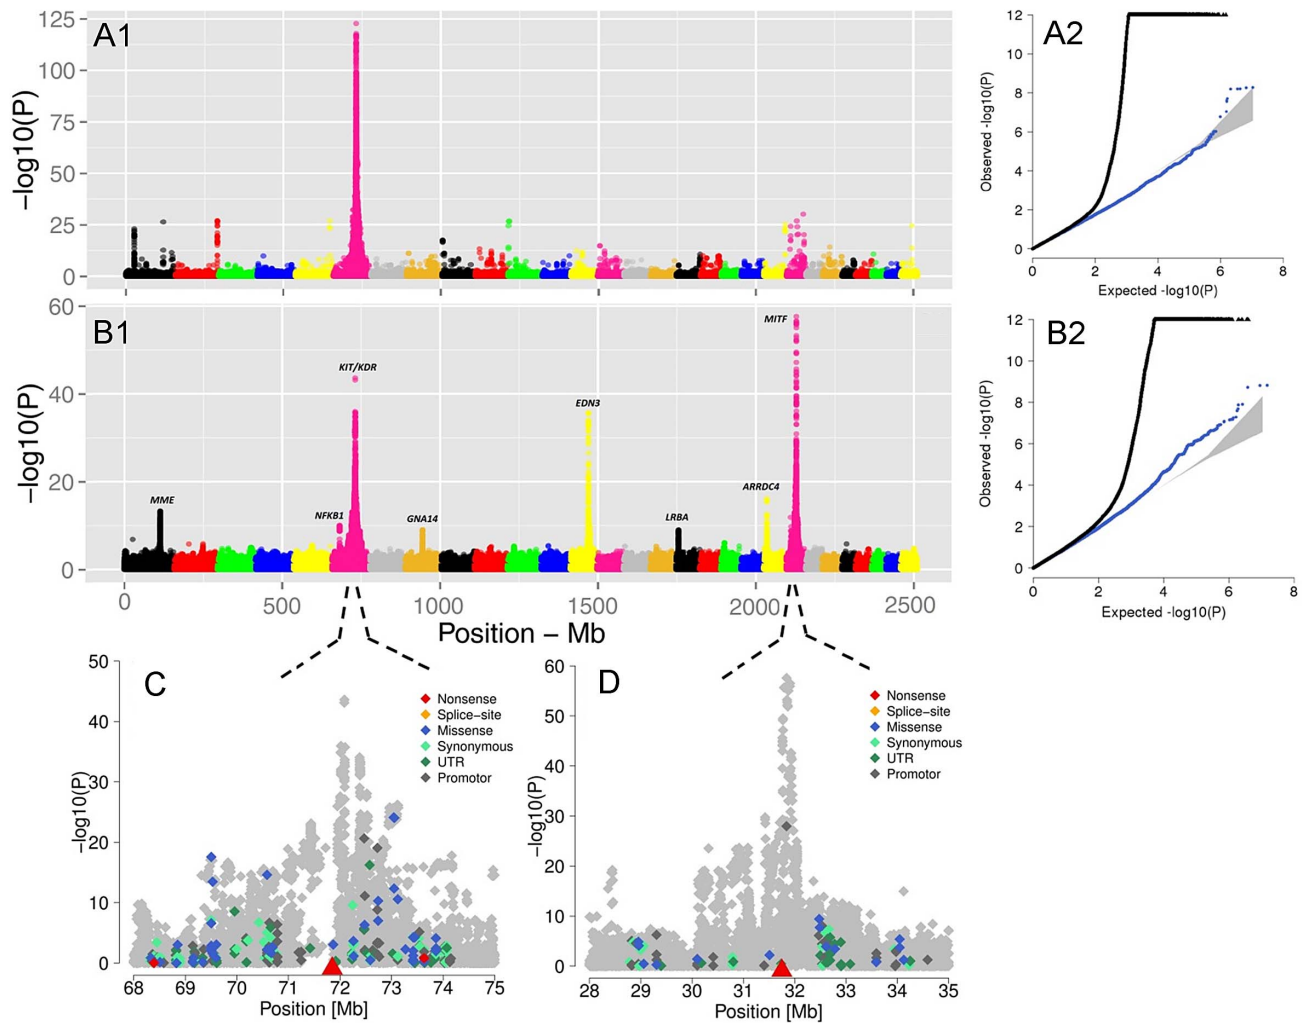 A1
−log10(P)
125
100
75
50
25
0
A2
Observed -log10(P)
12
10
8
6
4
2
0
0 2 4 6 8
Expected -log10(P)
B1
−log10(P)
60
40
20
0
MME
NFKB1
KIT/KDR
GNA14
EDN3
LRBA
ARRDC4
MITF
0 500 1000 1500 2000 2500
Position − Mb
B2
Observed -log10(P)
12
10
8
6
4
2
0
0 2 4 6 8
Expected -log10(P)
C
−log10(P)
50
40
30
20
10
0
Nonsense
Splice−site
Missense
Synonymous
UTR
Promotor
68 69 70 71 72 73 74 75
Position [Mb]
D
−log10(P)
60
50
40
30
20
10
0
Nonsense
Splice−site
Missense
Synonymous
UTR
Promotor
28 29 30 31 32 33 34 35
Position [Mb]